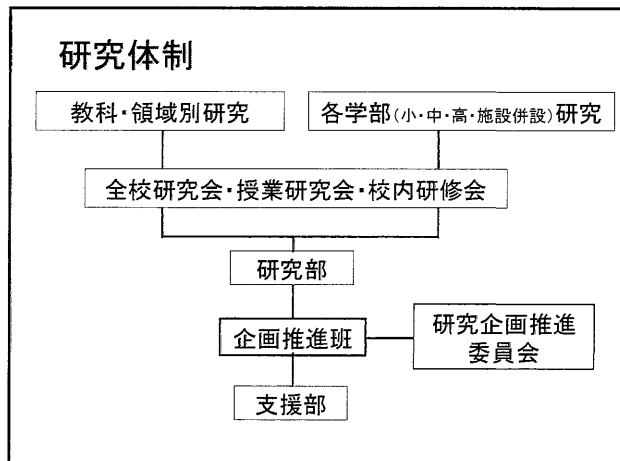 研究体制
教科・領域別研究
各学部(小・中・高・施設併設)研究
全校研究会・授業研究会・校内研修会
研究部
企画推進班
研究企画推進
委員会
支援部